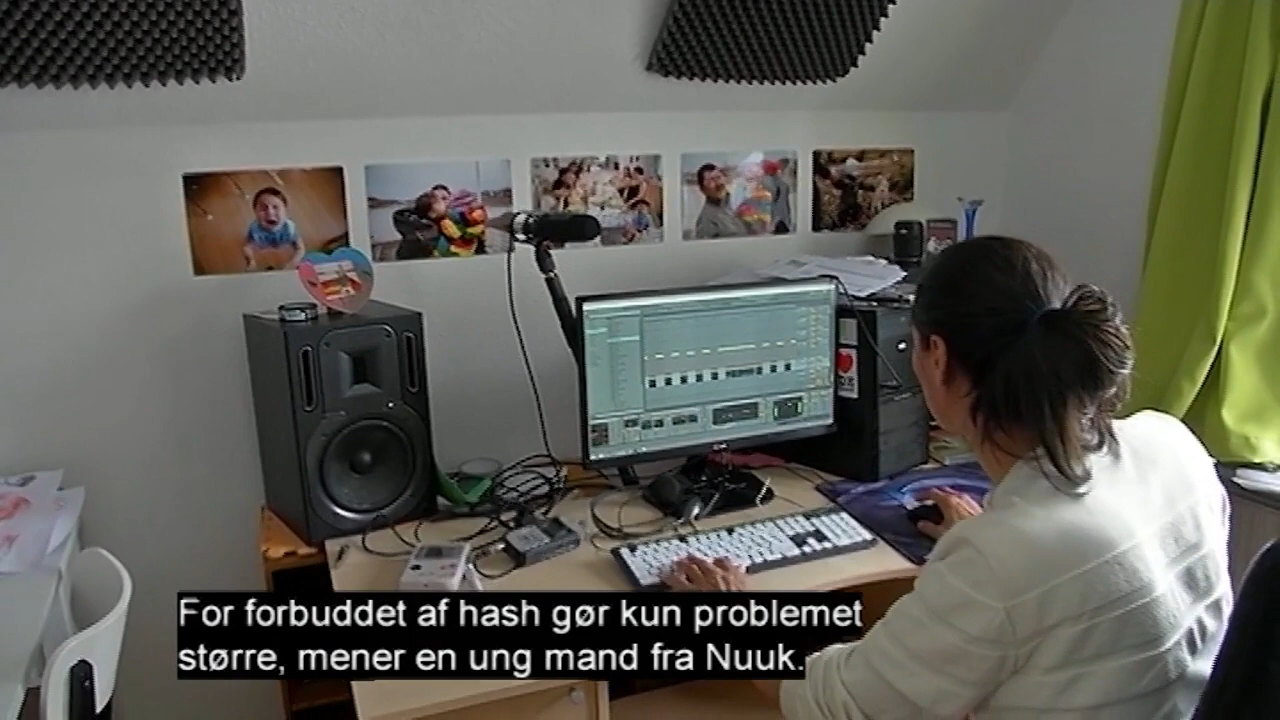 For forbuddet af hash gør kun problemet
større, mener en ung mand fra Nuuk.